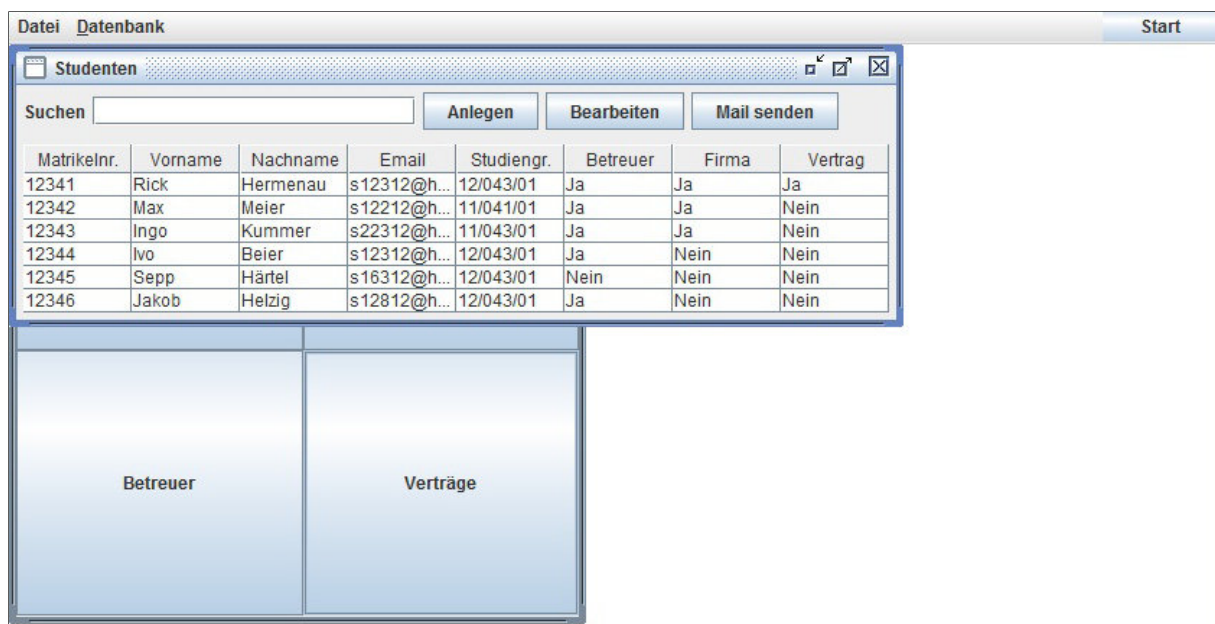 Datei Datenbank Start
Studenten
Suchen Anlegen Bearbeiten Mail senden
Matrikelnr. Vorname Nachname Email Studiengr. Betreuer Firma Vertrag
12341 Rick Hermenau s12312@h... 12/043/01 Ja Ja Ja
12342 Max Meier s12212@h... 11/041/01 Ja Ja Nein
12343 Ingo Kummer s22312@h... 11/043/01 Ja Ja Nein
12344 Ivo Beier s12312@h... 12/043/01 Ja Nein Nein
12345 Sepp Härtel s16312@h... 12/043/01 Nein Nein Nein
12346 Jakob Helzig s12812@h... 12/043/01 Ja Nein Nein
Betreuer Verträge